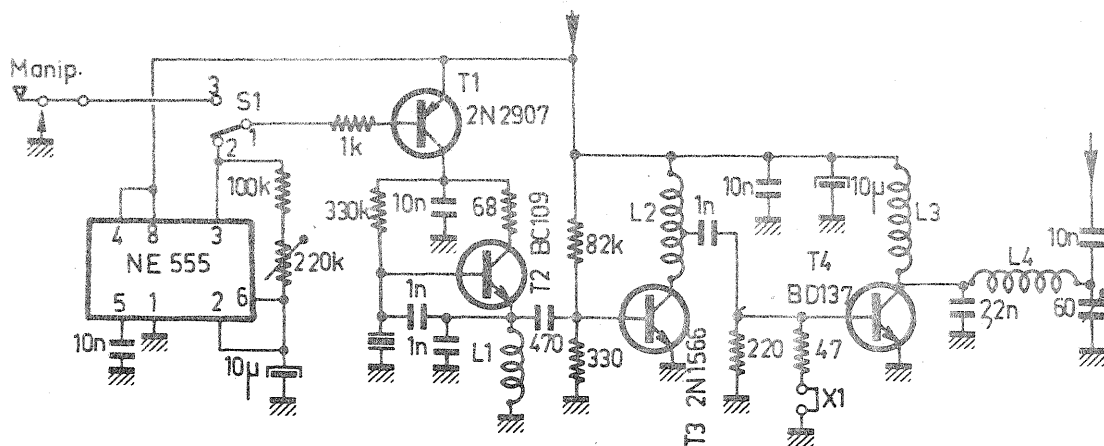 Manip.
3
S1
1
2
T1
2N2907
1k
100k
330k
10n
68
BC109
T2
4
8
3
NE 555
220k
6
5
1
2
10n
10µ
1n
1n
L1
470
82k
330
L2
1n
10n
10µ
L3
T3 2N1566
220
47
X1
T4
BD137
L4
22n
10n
60